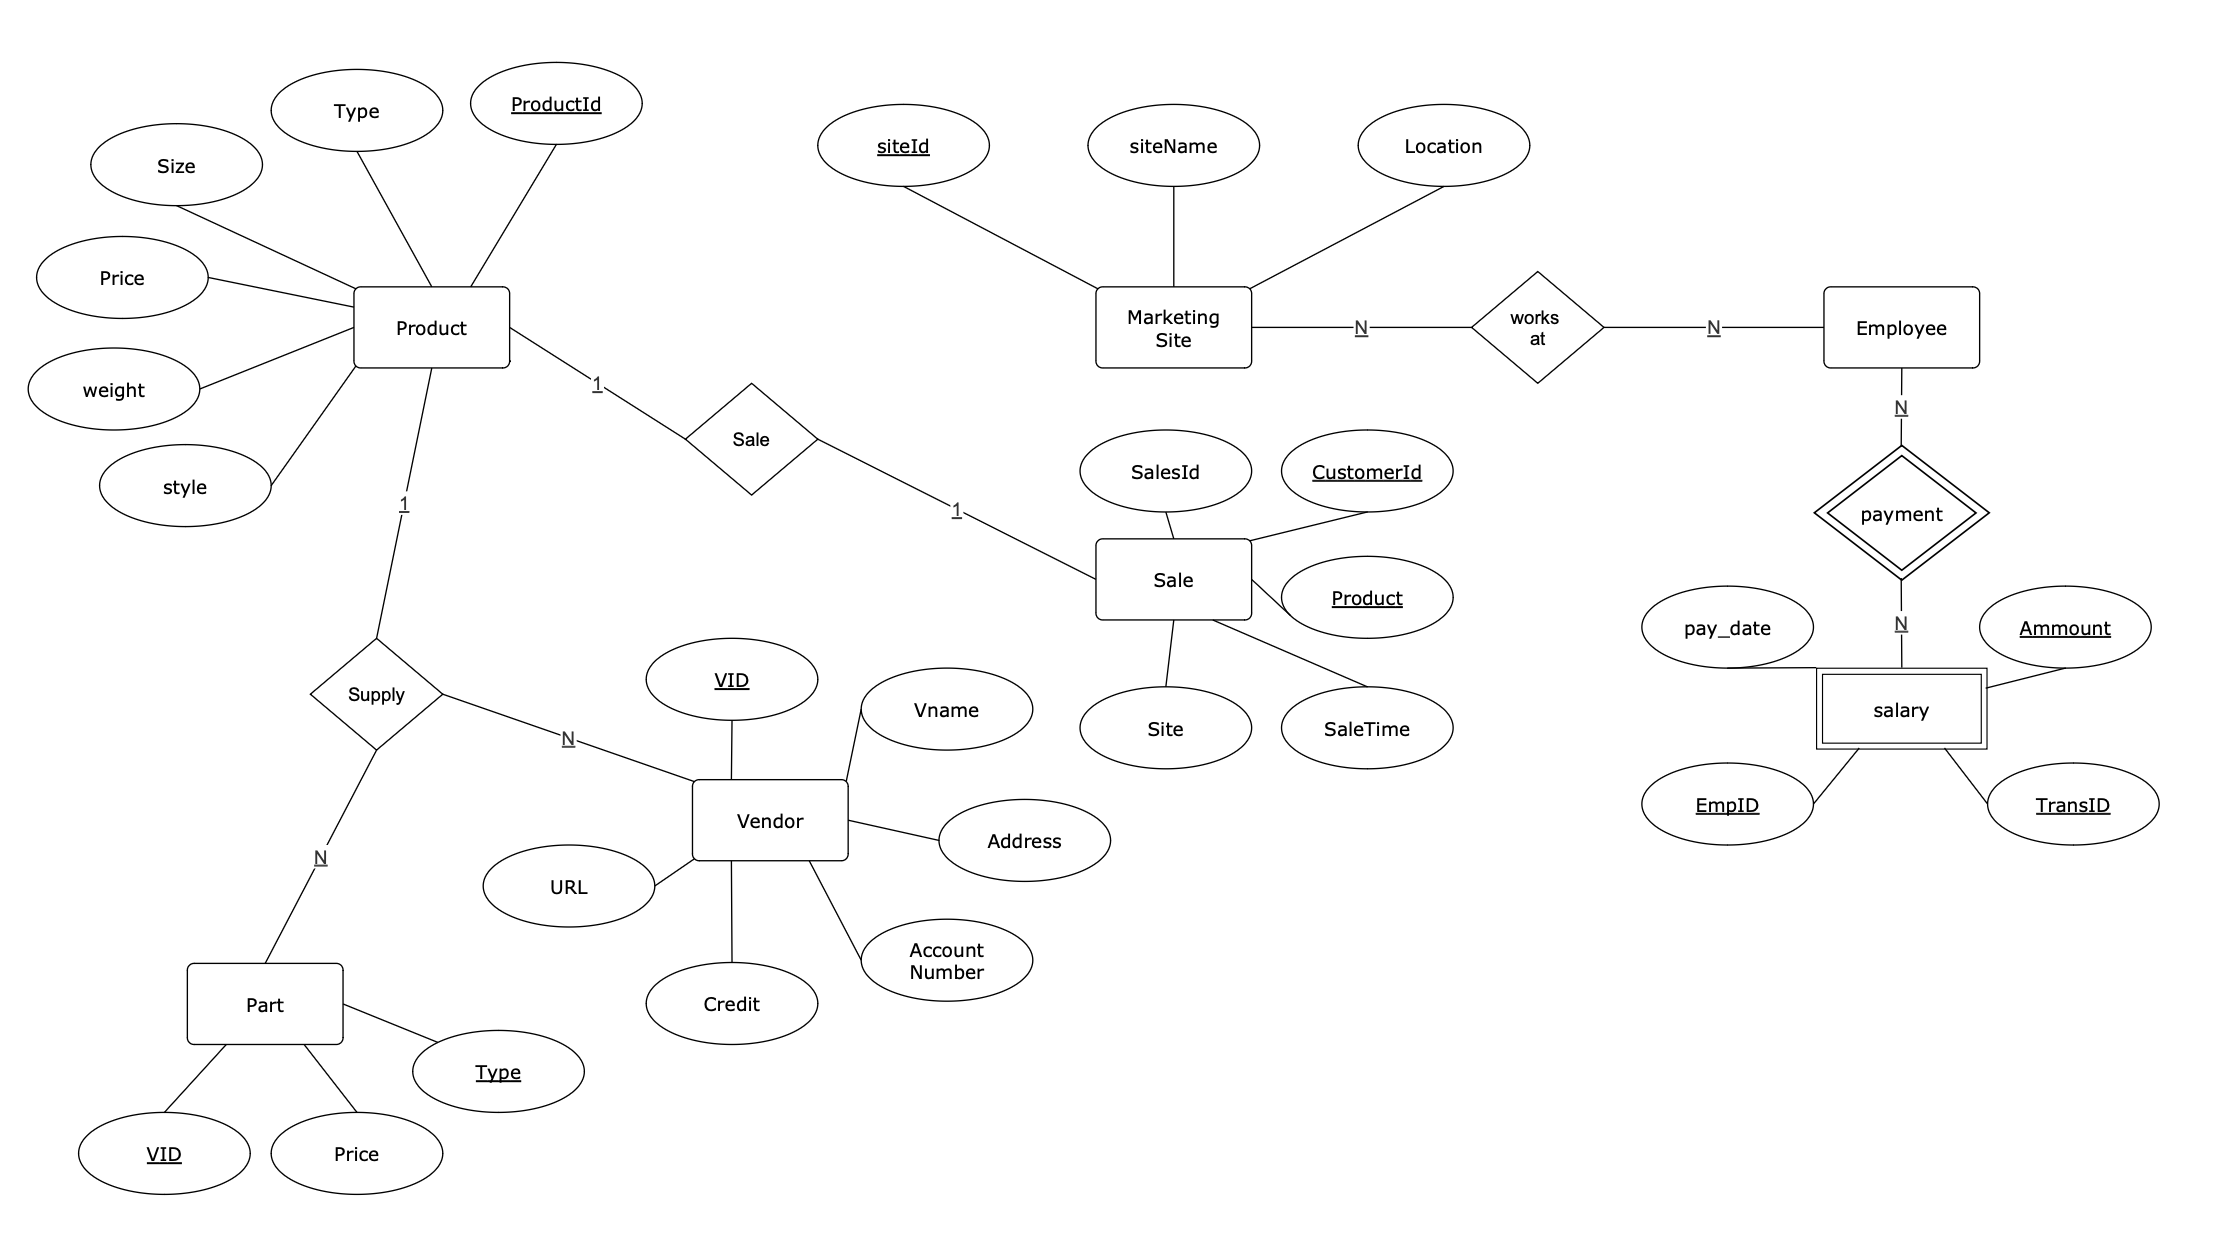 ProductId
Type
Size
siteId
siteName
Location
Price
Product
Marketing
Site
N
works
at
N
Employee
weight
1
N
Sale
style
SalesId
CustomerId
1
1
payment
Sale
Product
N
pay_date
Ammount
Supply
VID
Vname
Site
SaleTime
salary
N
Vendor
Address
EmpID
TransID
N
URL
Account
Number
Credit
Part
Type
VID
Price